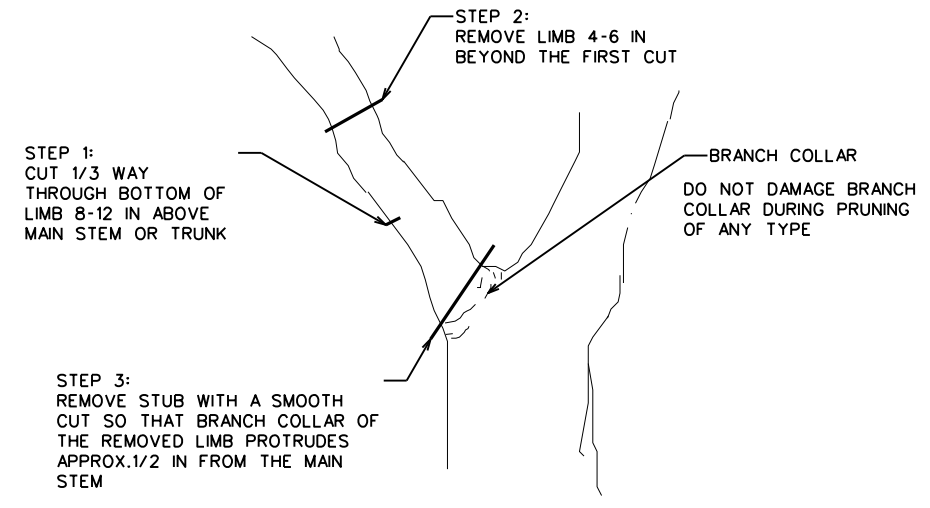 STEP 2:
REMOVE LIMB 4-6 IN
BEYOND THE FIRST CUT
STEP 1:
CUT 1/3 WAY
THROUGH BOTTOM OF
LIMB 8-12 IN ABOVE
MAIN STEM OR TRUNK
BRANCH COLLAR
DO NOT DAMAGE BRANCH
COLLAR DURING PRUNING
OF ANY TYPE
STEP 3:
REMOVE STUB WITH A SMOOTH
CUT SO THAT BRANCH COLLAR OF
THE REMOVED LIMB PROTRUDES
APPROX.1/2 IN FROM THE MAIN
STEM